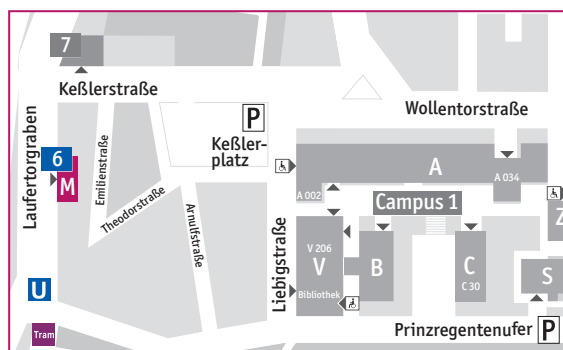 7
Keßlerstraße
Wollentorstraße
P
Keßler-
platz
Laufertorgraben
6
M
Emilienstraße
Theodorstraße
Arnulfstraße
A
A 002
A 034
Campus 1
Liebigstraße
V 206
V
Bibliothek
B
C
C 30
Z
S
U
Tram
Prinzregentenufer
P